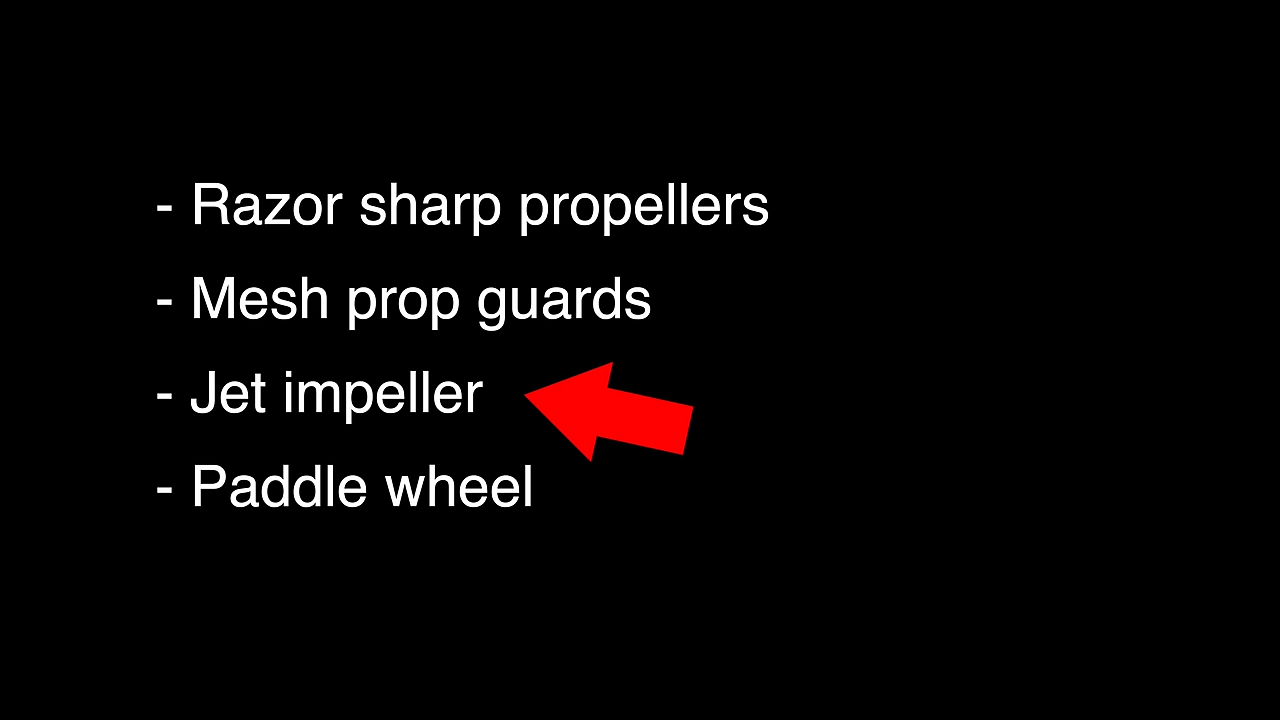 - Razor sharp propellers
- Mesh prop guards
- Jet impeller
- Paddle wheel